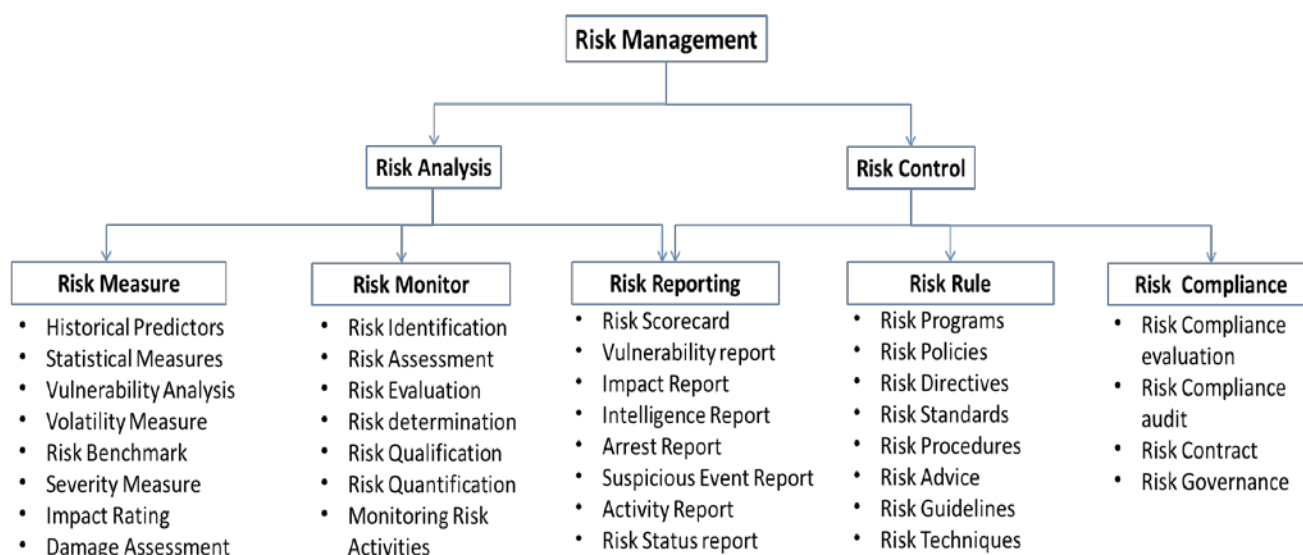 Risk Management
Risk Analysis
Risk Control
Risk Measure
• Historical Predictors
• Statistical Measures
• Vulnerability Analysis
• Volatility Measure
• Risk Benchmark
• Severity Measure
• Impact Rating
• Damage Assessment
Risk Monitor
• Risk Identification
• Risk Assessment
• Risk Evaluation
• Risk determination
• Risk Qualification
• Risk Quantification
• Monitoring Risk
Activities
Risk Reporting
• Risk Scorecard
• Vulnerability report
• Impact Report
• Intelligence Report
• Arrest Report
• Suspicious Event Report
• Activity Report
• Risk Status report
Risk Rule
• Risk Programs
• Risk Policies
• Risk Directives
• Risk Standards
• Risk Procedures
• Risk Advice
• Risk Guidelines
• Risk Techniques
Risk Compliance
• Risk Compliance
evaluation
• Risk Compliance
audit
• Risk Contract
• Risk Governance